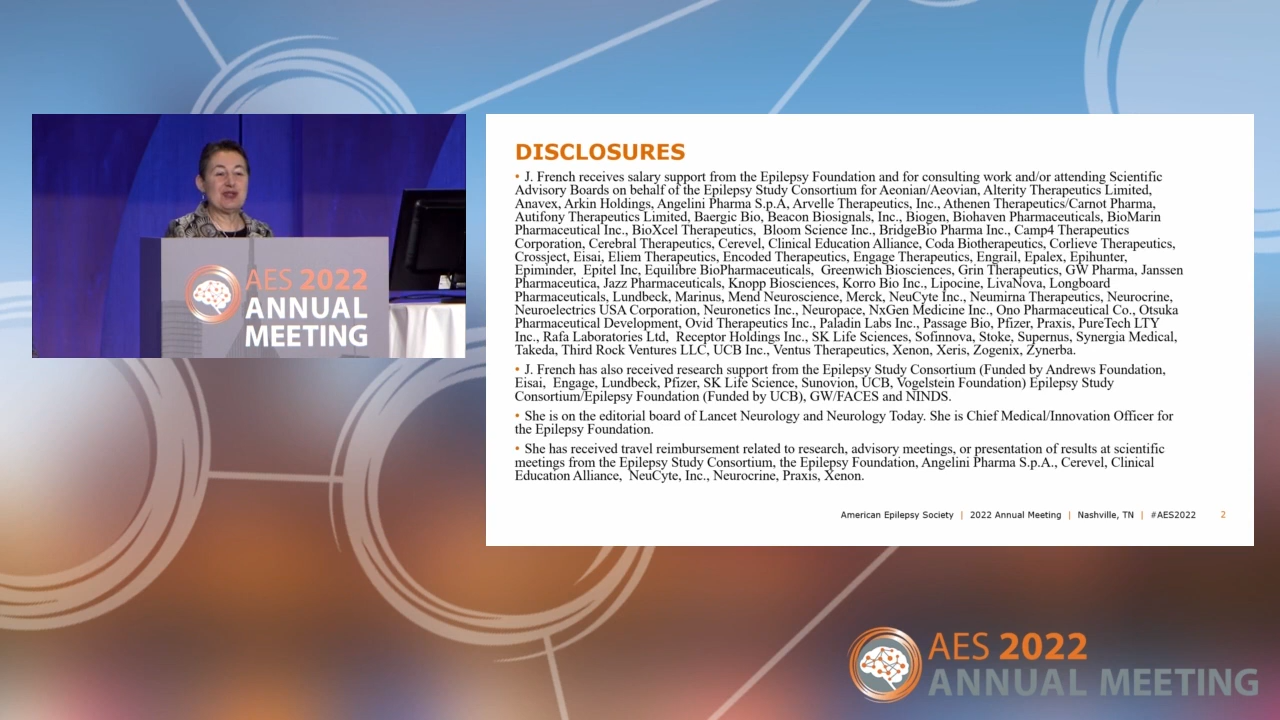 AES 2022
ANNUAL
MEETING
DISCLOSURES
• J. French receives salary support from the Epilepsy Foundation and for consulting work and/or attending Scientific
Advisory Boards on behalf of the Epilepsy Study Consortium for Aeonian/Aeovian, Alterity Therapeutics Limited,
Anavex, Arkin Holdings, Angelini Pharma S.p.A, Arvelle Therapeutics, Inc., Athenen Therapeutics/Carnot Pharma,
Autifony Therapeutics Limited, Baergic Bio, Beacon Biosignals, Inc., Biogen, Biohaven Pharmaceuticals, BioMarin
Pharmaceutical Inc., BioXcel Therapeutics, Bloom Science Inc., BridgeBio Pharma Inc., Camp4 Therapeutics
Corporation, Cerebral Therapeutics, Cerevel, Clinical Education Alliance, Coda Biotherapeutics, Corlieve Therapeutics,
Crossject, Eisai, Eliem Therapeutics, Encoded Therapeutics, Engage Therapeutics, Engrail, Epalex, Epihunter,
Epiminder, Epitel Inc, Equilibre BioPharmaceuticals, Greenwich Biosciences, Grin Therapeutics, GW Pharma, Janssen
Pharmaceutica, Jazz Pharmaceuticals, Knopp Biosciences, Korro Bio Inc., Lipocine, LivaNova, Longboard
Pharmaceuticals, Lundbeck, Marinus, Mend Neuroscience, Merck, NeuCyte Inc., Neumirna Therapeutics, Neurocrine,
Neuroelectrics USA Corporation, Neuronetics Inc., Neuropace, NxGen Medicine Inc., Ono Pharmaceutical Co., Otsuka
Pharmaceutical Development, Ovid Therapeutics Inc., Paladin Labs Inc., Passage Bio, Pfizer, Praxis, PureTech LTY
Inc., Rafa Laboratories Ltd, Receptor Holdings Inc., SK Life Sciences, Sofinnova, Stoke, Supernus, Synergia Medical,
Takeda, Third Rock Ventures LLC, UCB Inc., Ventus Therapeutics, Xenon, Xeris, Zogenix, Zynerba.
• J. French has also received research support from the Epilepsy Study Consortium (Funded by Andrews Foundation,
Eisai, Engage, Lundbeck, Pfizer, SK Life Science, Sunovion, UCB, Vogelstein Foundation) Epilepsy Study
Consortium/Epilepsy Foundation (Funded by UCB), GW/FACES and NINDS.
• She is on the editorial board of Lancet Neurology and Neurology Today. She is Chief Medical/Innovation Officer for
the Epilepsy Foundation.
• She has received travel reimbursement related to research, advisory meetings, or presentation of results at scientific
meetings from the Epilepsy Study Consortium, the Epilepsy Foundation, Angelini Pharma S.p.A., Cerevel, Clinical
Education Alliance, NeuCyte, Inc., Neurocrine, Praxis, Xenon.
American Epilepsy Society | 2022 Annual Meeting | Nashville, TN | #AES2022 2
AES 2022
ANNUAL MEETING